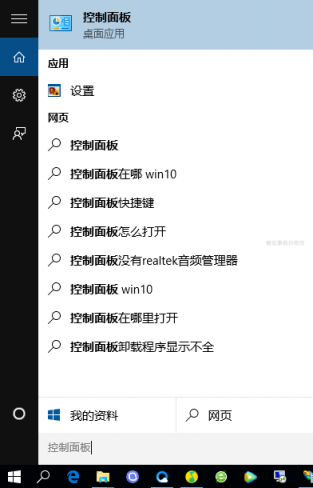 控制面板
桌面应用
应用
设置
网页
控制面板
控制面板在哪 win10
控制面板快捷键
控制面板怎么打开
控制面板没有realtek音频管理器
控制面板 win10
控制面板在哪里打开
控制面板卸载程序显示不全
我的资料
网页
控制面板